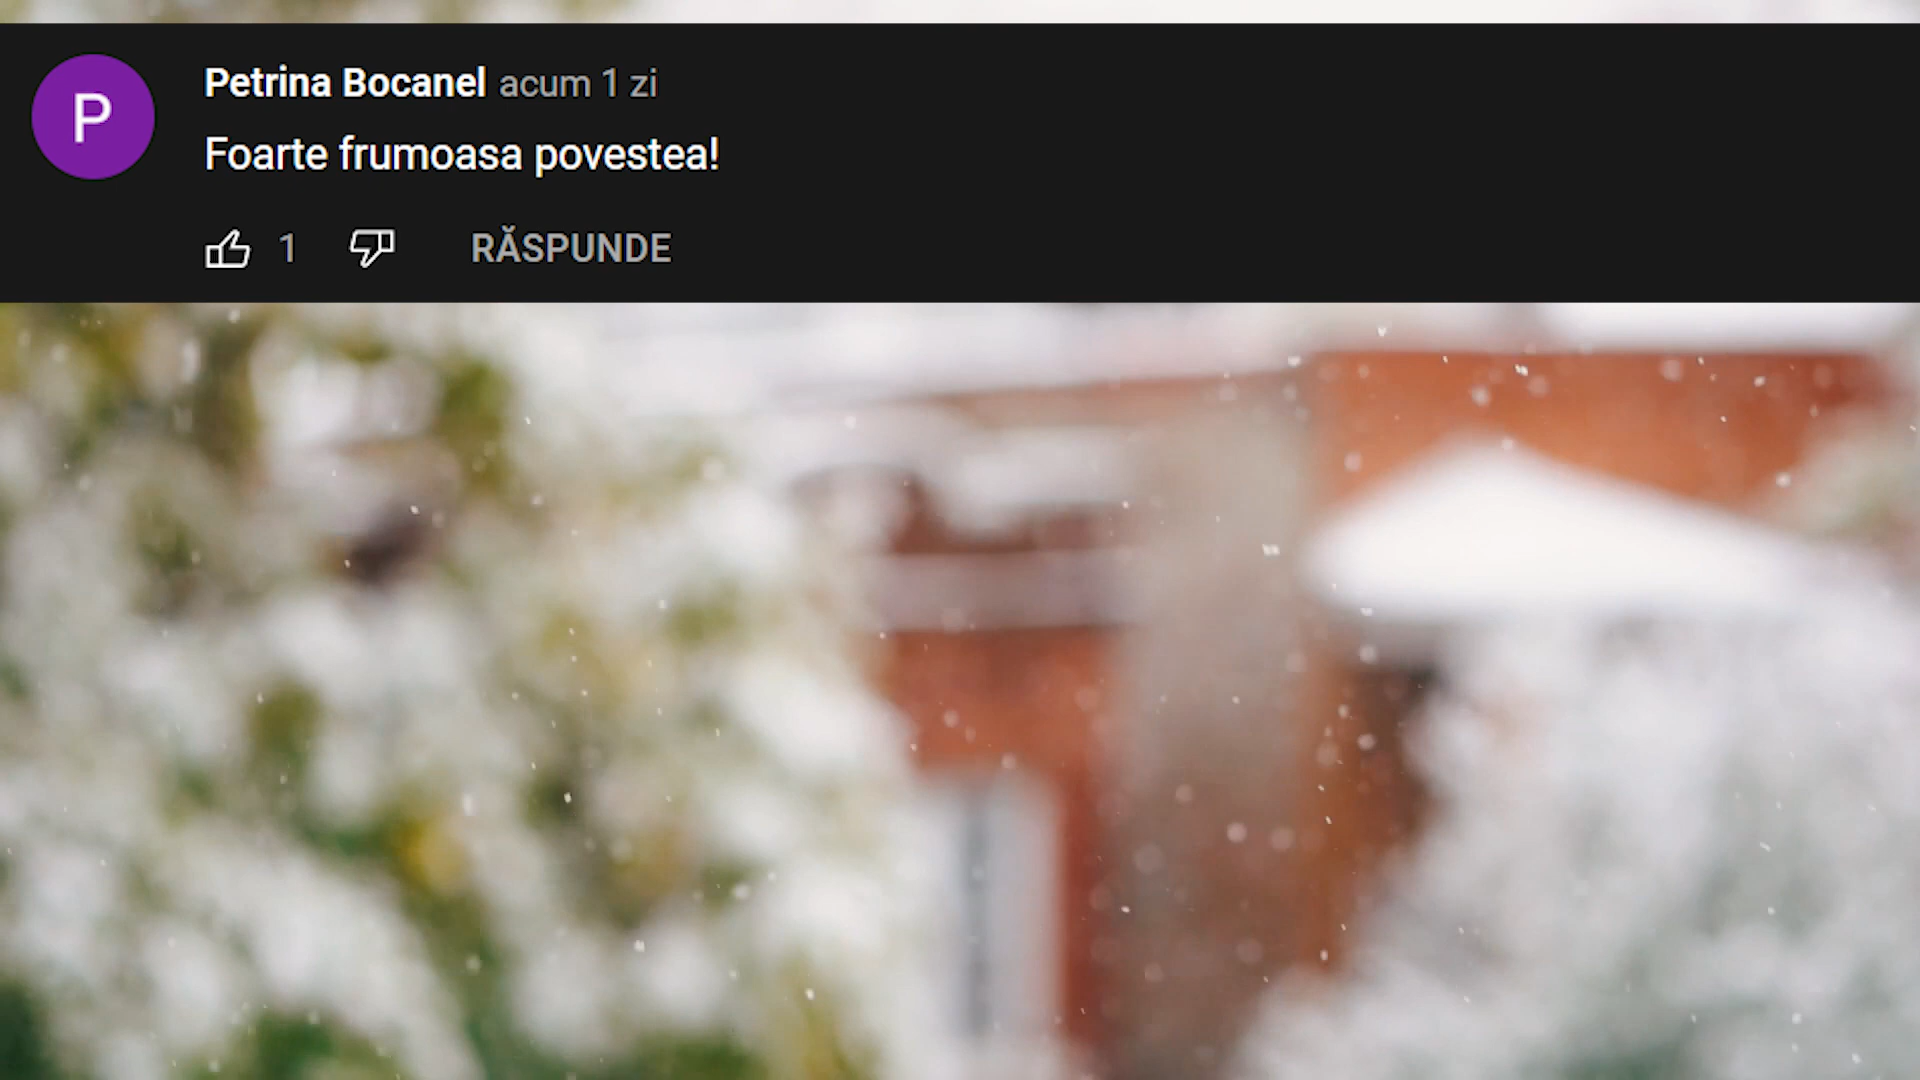 P
Petrina Bocanel acum 1 zi
Foarte frumoasa povestea!
1
RĂSPUNDE